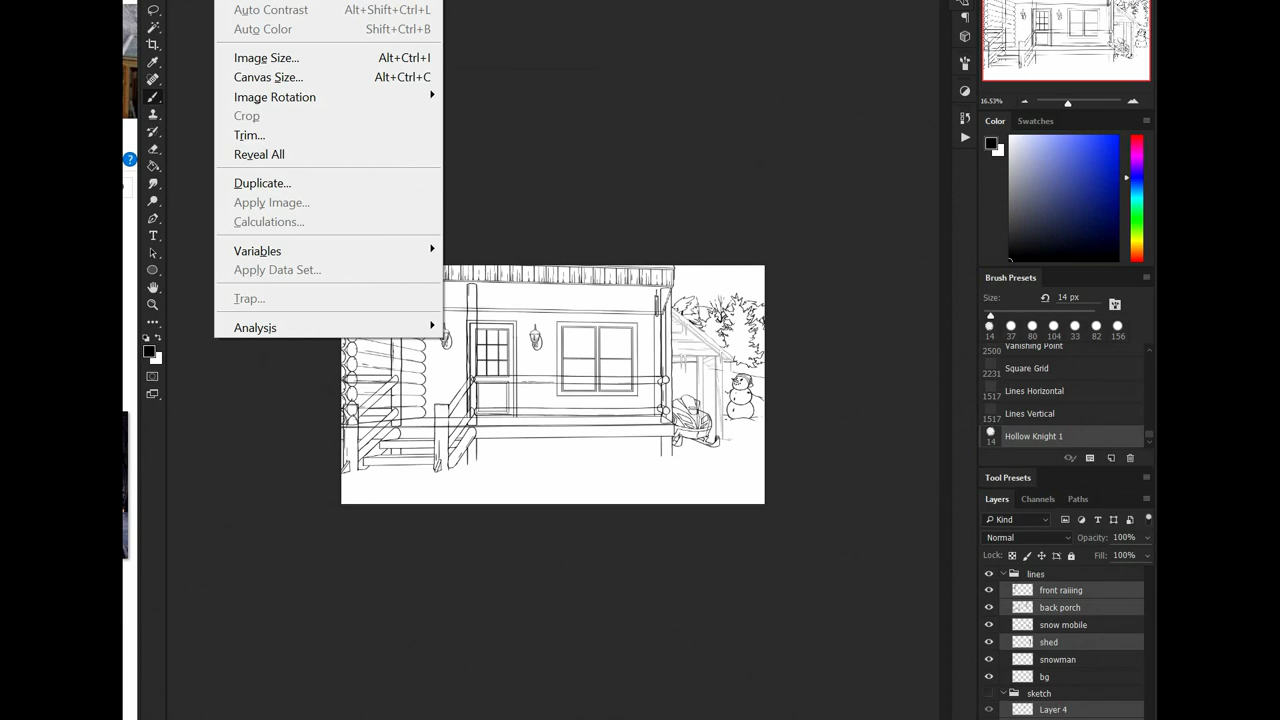 Auto Contrast Alt+Shift+Ctrl+L
Auto Color Shift+Ctrl+B
Image Size... Alt+Ctrl+I
Canvas Size... Alt+Ctrl+C
Image Rotation
Crop
Trim...
Reveal All
Duplicate...
Apply Image...
Calculations...
Variables
Apply Data Set...
Trap...
Analysis
16.53%
Color Swatches
Brush Presets
Size: 14 px
14 37 80 104 33 82 156
2500 Vanishing Point
2231 Square Grid
1517 Lines Horizontal
1517 Lines Vertical
14 Hollow Knight 1
Tool Presets
Layers Channels Paths
Kind
Normal Opacity: 100%
Lock: Fill: 100%
lines
front raiiing
back porch
snow mobile
shed
snowman
bg
sketch
Layer 4